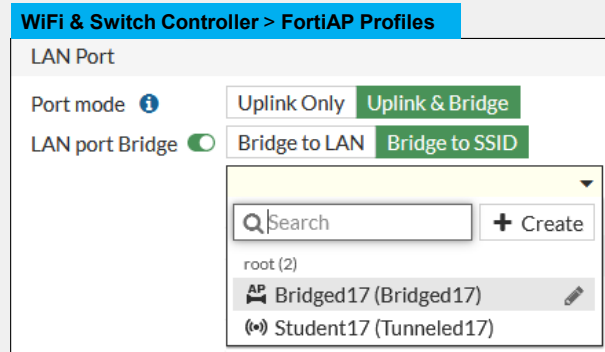 WiFi & Switch Controller > FortiAP Profiles
LAN Port
Port mode Uplink Only Uplink & Bridge
LAN port Bridge Bridge to LAN Bridge to SSID
Search + Create
root (2)
AP Bridged17 (Bridged17)
Student17 (Tunneled17)